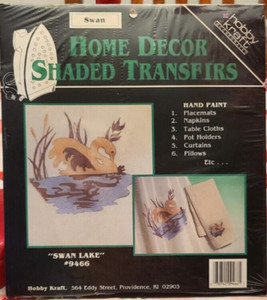 Swan
hobby
kraft
HOME DECOR
SHADED TRANSFIRS
HAND PAINT
1. Placemats
2. Napkins
3. Table Cloths
4. Pot Holders
5. Curtains
6. Pillows
Etc . . .
"SWAN LAKE"
#9466
Hobby Kraft. 564 Eddy Street. Providence, RI 02903